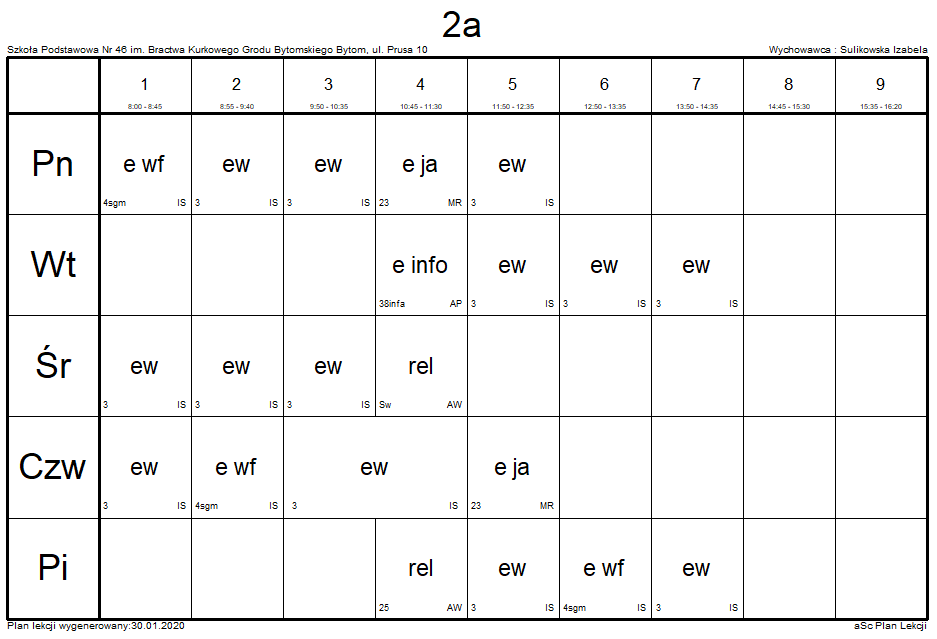 2a
Szkoła Podstawowa Nr 46 im. Bractwa Kurkowego Grodu Bytomskiego Bytom, ul. Prusa 10 Wychowawca : Sulikowska Izabela
1 2 3 4 5 6 7 8 9
8:00 - 8:45 8:55 - 9:40 9:50 - 10:35 10:45 - 11:30 11:50 - 12:35 12:50 - 13:35 13:50 - 14:35 14:45 - 15:30 15:35 - 16:20
Pn e wf ew ew e ja ew
4sgm IS 3 IS 3 IS 23 MR 3 IS
Wt e info ew ew ew
38infa AP 3 IS 3 IS 3 IS
Śr ew ew ew rel
3 IS 3 IS 3 IS Sw AW
Czw ew e wf ew e ja
3 IS 4sgm IS 3 IS 23 MR
Pi rel ew e wf ew
25 AW 3 IS 4sgm IS 3 IS
Plan lekcji wygenerowany:30.01.2020 aSc Plan Lekcji